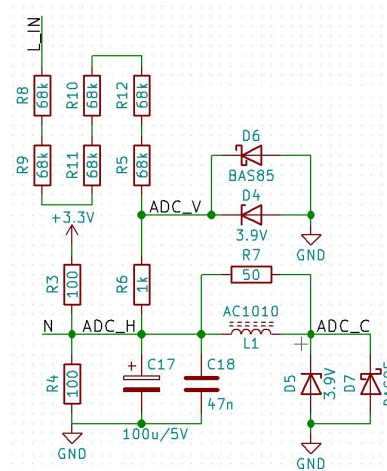 L_IN
R8 68k
R10 68k
R12 68k
R9 68k
R11 68k
R5 68k
D6
BAS85
ADC_V
D4
3.9V
GND
+3.3V
R3 100
R6 1k
R7
50
N
ADC_H
AC1010
L1
ADC_C
R4 100
+
C17
100u/5V
C18
47n
D5 3.9V
D7
GND
GND